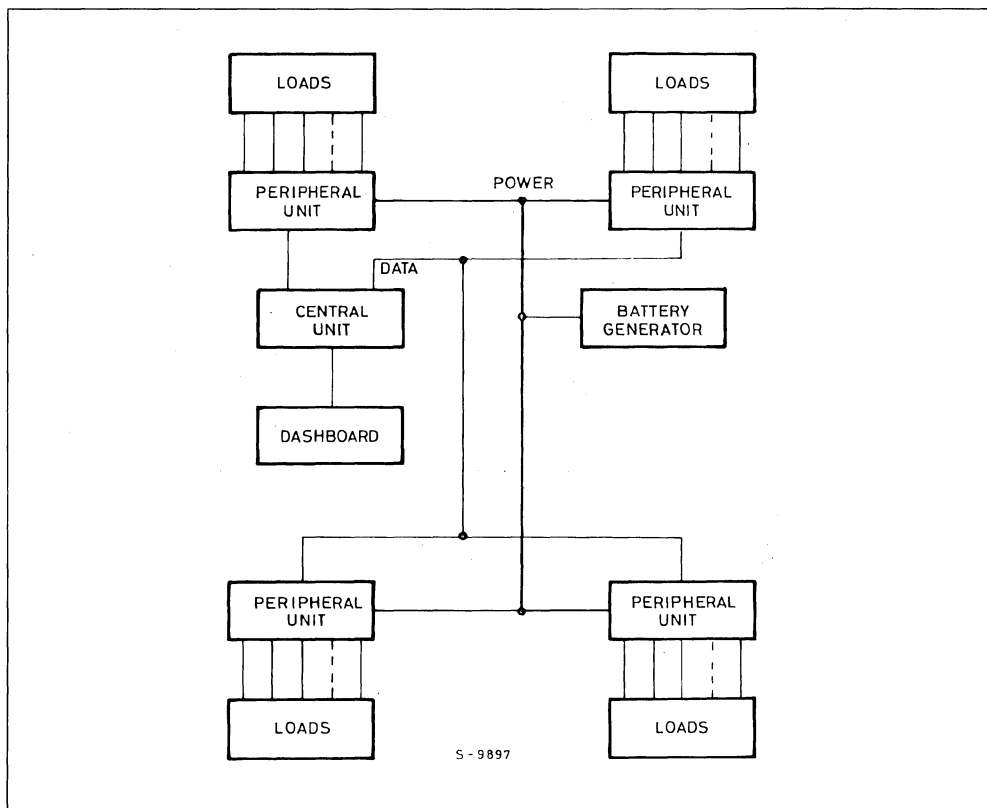 LOADS
LOADS
PERIPHERAL
UNIT
POWER
PERIPHERAL
UNIT
DATA
CENTRAL
UNIT
BATTERY
GENERATOR
DASHBOARD
PERIPHERAL
UNIT
PERIPHERAL
UNIT
LOADS
LOADS
S-9897